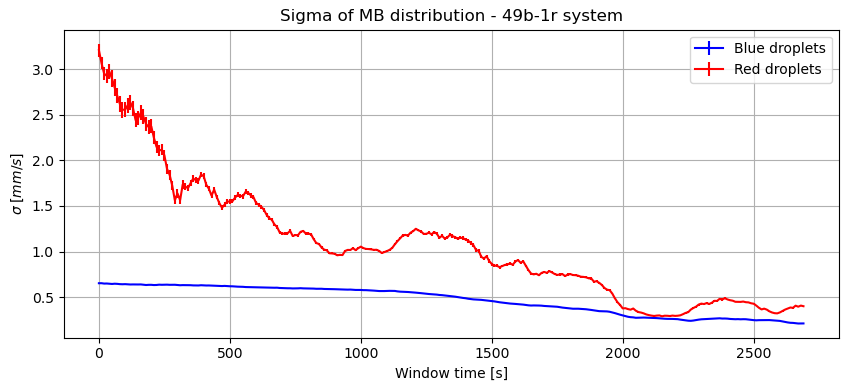 Sigma of MB distribution - 49b-1r system
σ [mm/s]
3.0
2.5
2.0
1.5
1.0
0.5
0 500 1000 1500 2000 2500
Window time [s]
Blue droplets
Red droplets